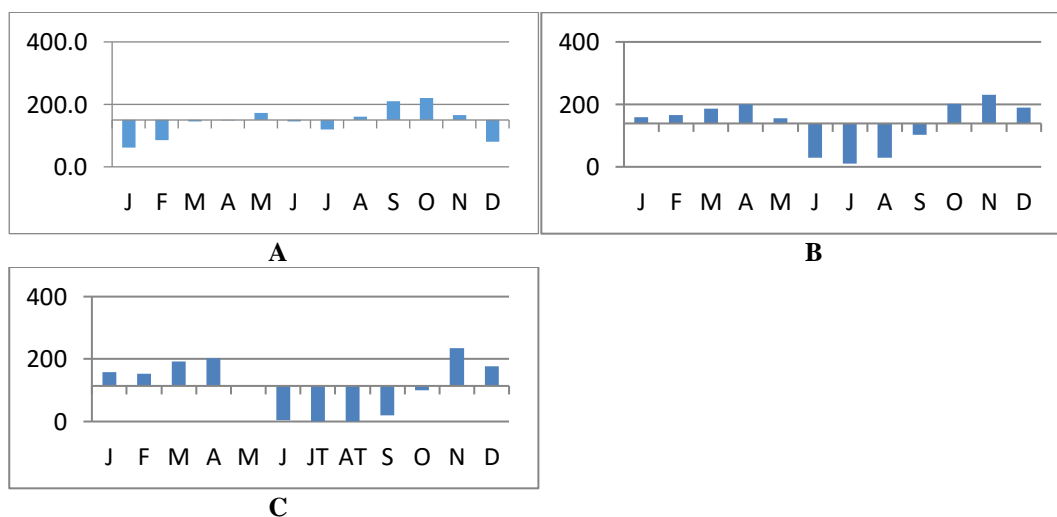 400.0
200.0
0.0
J F M A M J J A S O N D
A
400
200
0
J F M A M J J A S O N D
B
400
200
0
J F M A M J JT AT S O N D
C